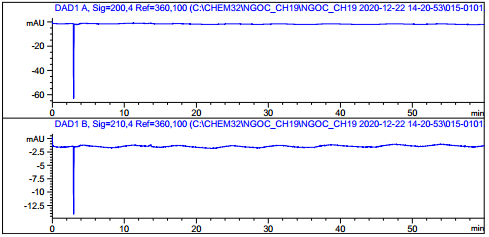 DAD1 A, Sig=200,4 Ref=360,100 (C:\CHEM32\NGOC_CH19\NGOC_CH19 2020-12-22 14-20-53\015-0101
mAU
-20
-40
-60
0 10 20 30 40 50 min
DAD1 B, Sig=210,4 Ref=360,100 (C:\CHEM32\NGOC_CH19\NGOC_CH19 2020-12-22 14-20-53\015-0101
mAU
-2.5
-5
-7.5
-10
-12.5
0 10 20 30 40 50 min